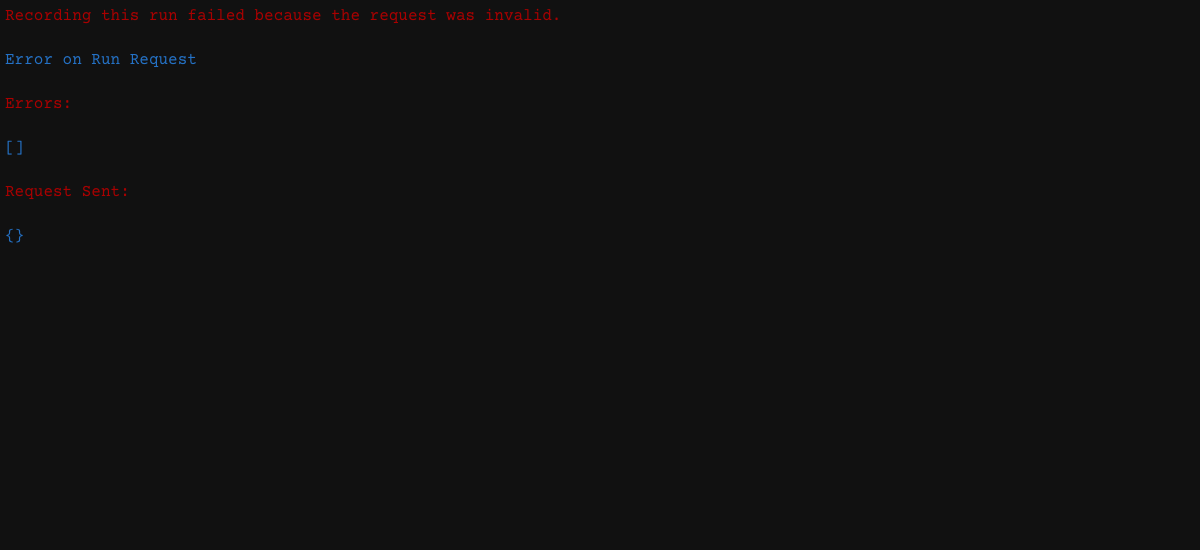 Recording this run failed because the request was invalid.
Error on Run Request
Errors:
[]
Request Sent:
{}